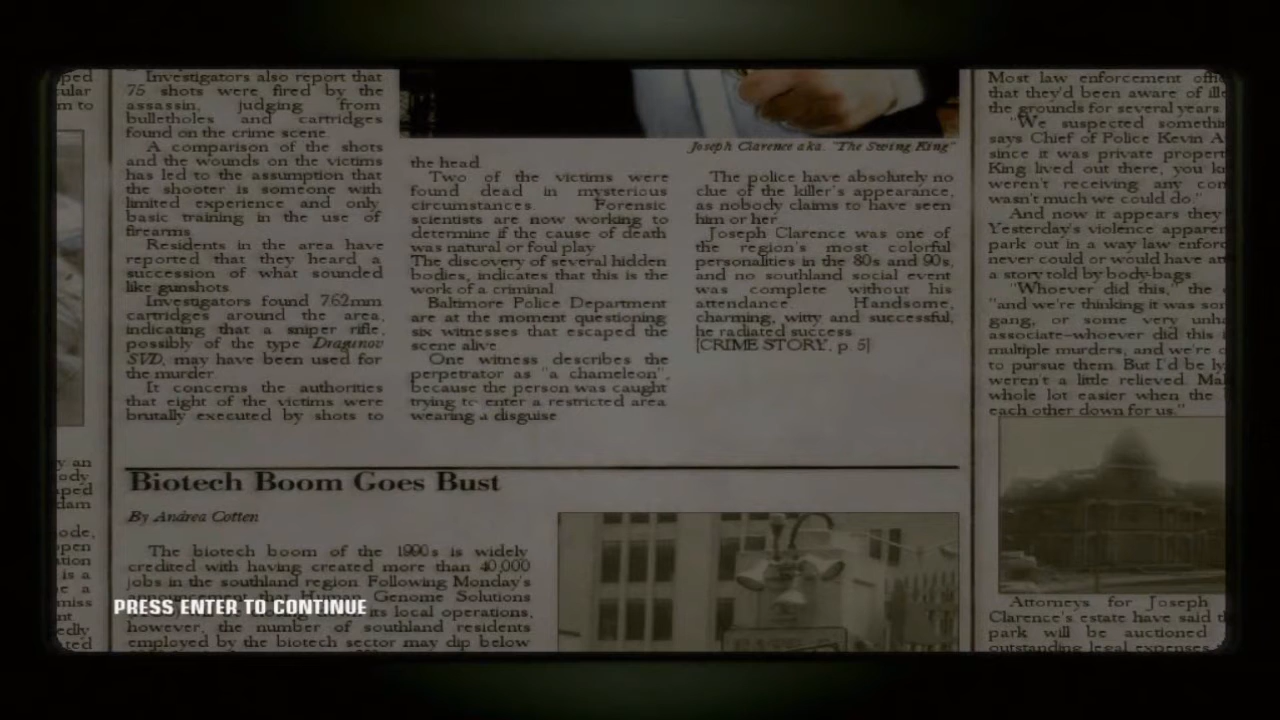 Investigators also report that
75 shots were fired by the
assassin, judging from
bulletholes and cartridges
found on the crime scene.
A comparison of the shots
and the wounds on the victims
has led to the assumption that
the shooter is someone with
limited experience and only
basic training in the use of
firearms.
Residents in the area have
reported that they heard a
succession of what sounded
like gunshots.
Investigators found 7.62mm
cartridges around the area,
indicating that a sniper rifle,
possibly of the type 'Dragunov
SVD, may have been used for
the murder.
It concerns the authorities
that eight of the victims were
brutally executed by shots to
the head.
Two of the victims were
found dead in mysterious
circumstances. Forensic
scientists are now working to
determine if the cause of death
was natural or foul play.
The discovery of several hidden
bodies, indicates that this is the
work of a criminal.
Baltimore Police Department
are at the moment questioning
six witnesses that escaped the
scene alive.
One witness describes the
perpetrator as "a chameleon",
because the person was caught
trying to enter a restricted area
wearing a disguise.
Joseph Clarence aka. "The Swing King"
The police have absolutely no
clue of the killer's appearance,
as nobody claims to have seen
him or her.
Joseph Clarence was one of
the region's most colorful
personalities in the 80s and 90s,
and no southland social event
was complete without his
attendance. Handsome,
charming, witty and successful,
he radiated success.
[CRIME STORY, p. 5]
Biotech Boom Goes Bust
By Andrea Cotten
The biotech boom of the 1990s is widely
credited with having created more than 40,000
jobs in the southland region. Following Monday's
announcement that Human Genome Solutions
its local operations,
however, the number of southland residents
employed by the biotech sector may dip below
PRESS ENTER TO CONTINUE
Most law enforcement
that they'd been aware of
the grounds for several years.
"We suspected
says Chief of Police Kevin
since it was private
King lived out there, you
weren't receiving any
wasn't much we could do."
And now it appears they
Yesterday's violence
park out in a way law
never could or would have
a story told by body-bags.
"Whoever did this," the
"and we're thinking it was
gang, or some very
associate—whoever did this
multiple murders, and we're
to pursue them. But I'd be
weren't a little relieved.
whole lot easier when the
each other down for us."
Attorneys for Joseph
Clarence's estate have said
park will be auctioned
outstanding legal expenses